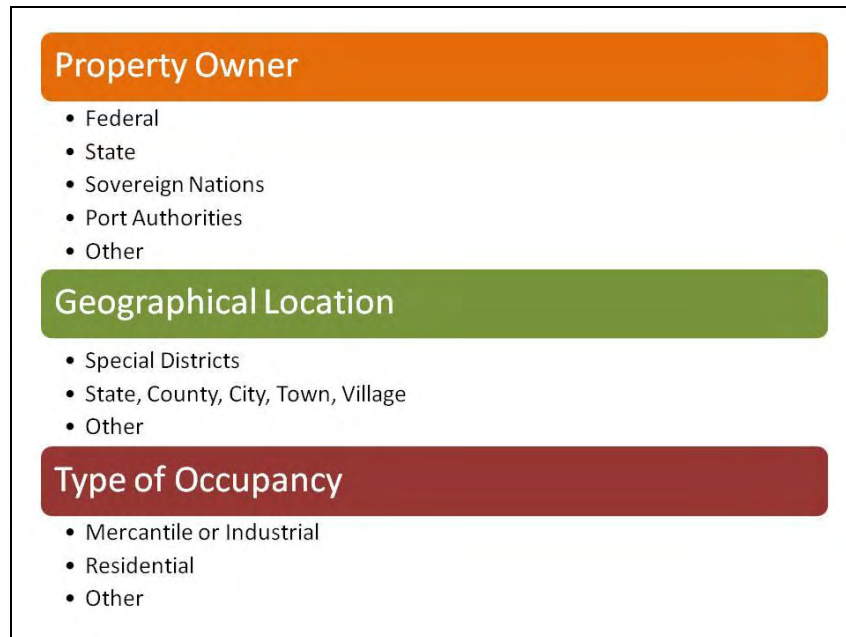 Property Owner
• Federal
• State
• Sovereign Nations
• Port Authorities
• Other
Geographical Location
• Special Districts
• State, County, City, Town, Village
• Other
Type of Occupancy
• Mercantile or Industrial
• Residential
• Other